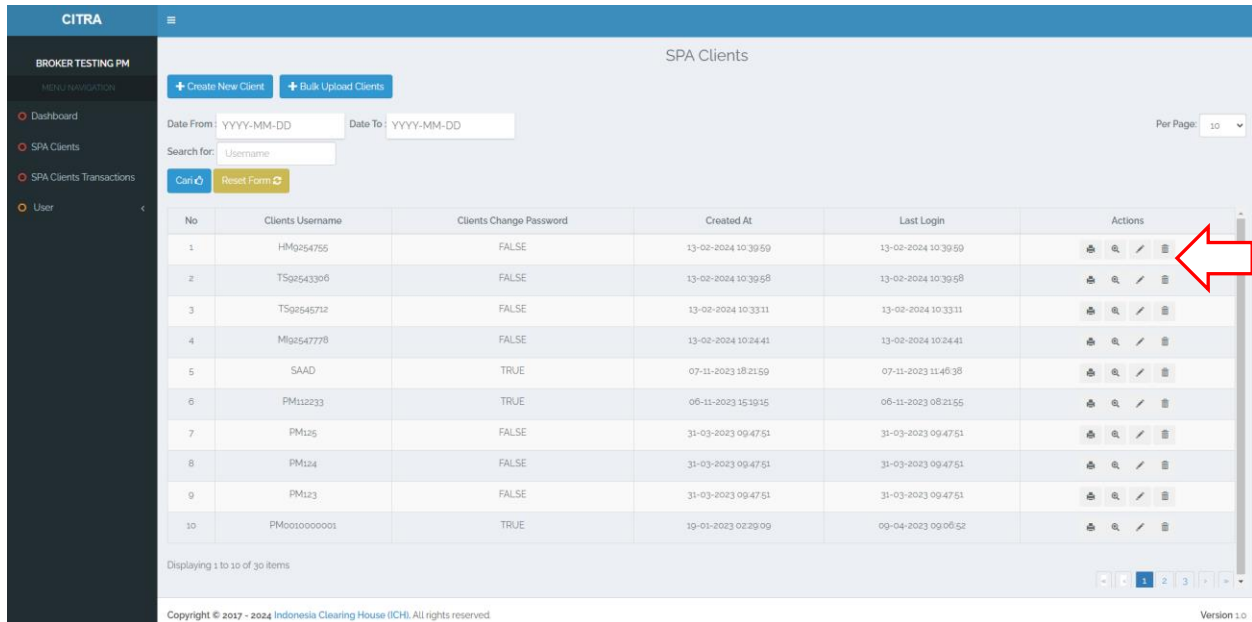 CITRA
BROKER TESTING PM
MENU NAVIGATION
Dashboard
SPA Clients
SPA Clients Transactions
User
SPA Clients
Create New Client Bulk Upload Clients
Date From : YYYY-MM-DD Date To : YYYY-MM-DD Per Page: 10
Search for: Username
Cari Reset Form
No Clients Username Clients Change Password Created At Last Login Actions
1 HM9254755 FALSE 13-02-2024 10:39:59 13-02-2024 10:39:59
2 TS92543306 FALSE 13-02-2024 10:39:58 13-02-2024 10:39:58
3 TS92545712 FALSE 13-02-2024 10:33:11 13-02-2024 10:33:11
4 MI92547778 FALSE 13-02-2024 10:24:41 13-02-2024 10:24:41
5 SAAD TRUE 07-11-2023 18:21:59 07-11-2023 11:46:38
6 PM112233 TRUE 06-11-2023 15:19:15 06-11-2023 08:21:55
7 PM125 FALSE 31-03-2023 09:47:51 31-03-2023 09:47:51
8 PM124 FALSE 31-03-2023 09:47:51 31-03-2023 09:47:51
9 PM123 FALSE 31-03-2023 09:47:51 31-03-2023 09:47:51
10 PM0010000001 TRUE 19-01-2023 02:29:09 09-04-2023 09:06:52
Displaying 1 to 10 of 30 items
« ‹ 1 2 3 › »
Copyright © 2017 - 2024 Indonesia Clearing House (ICH). All rights reserved. Version 1.0